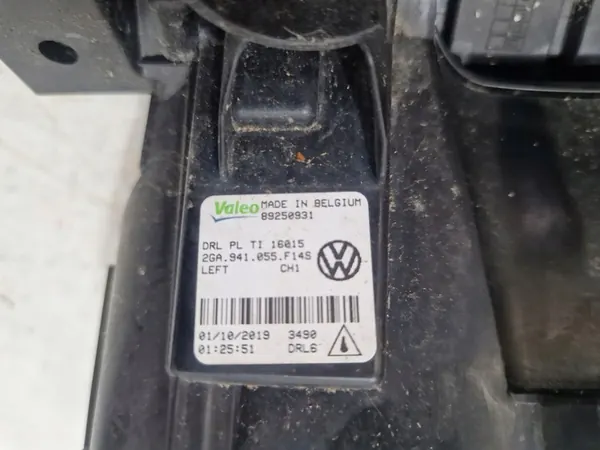 Valeo MADE IN BELGIUM
89250931
DRL PL TI 16015
2GA.941.055.F14S
LEFT CH1
01/10/2019 3490
01:25:51 DRL6